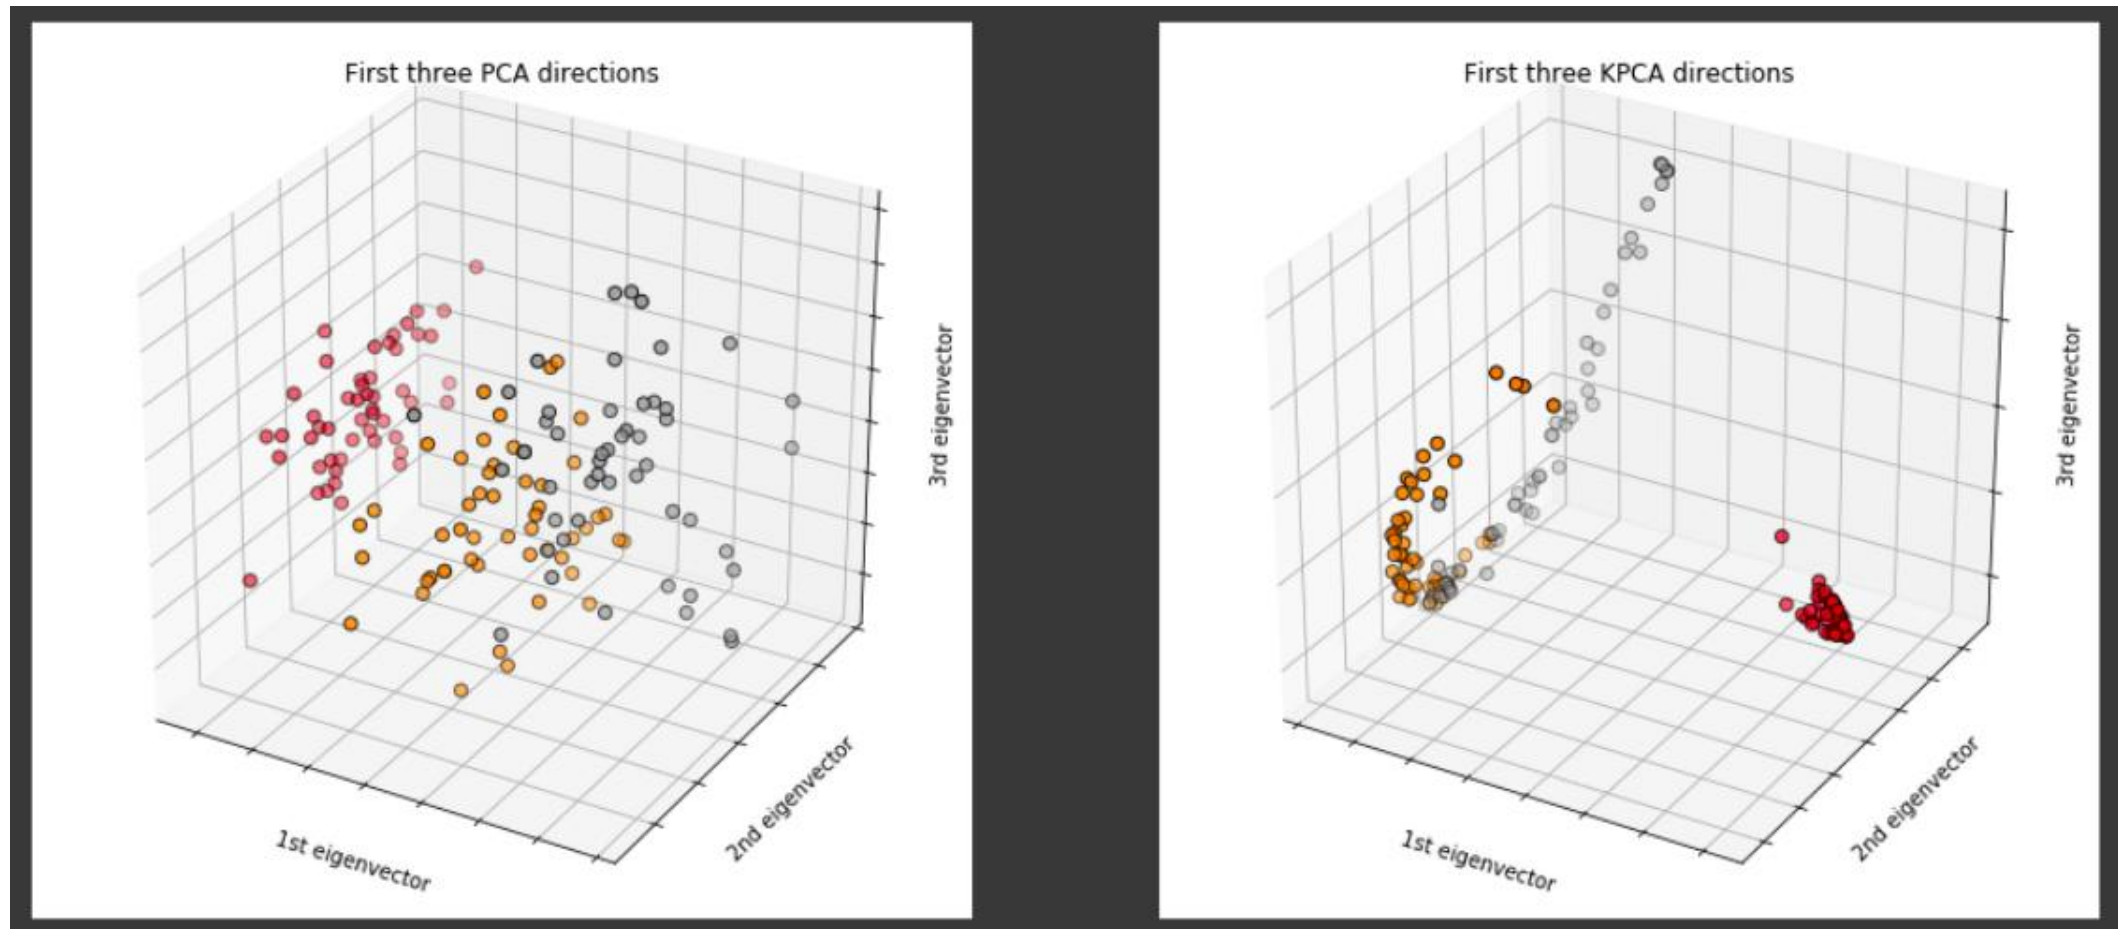 First three PCA directions
3rd eigenvector
2nd eigenvector
1st eigenvector
First three KPCA directions
3rd eigenvector
2nd eigenvector
1st eigenvector